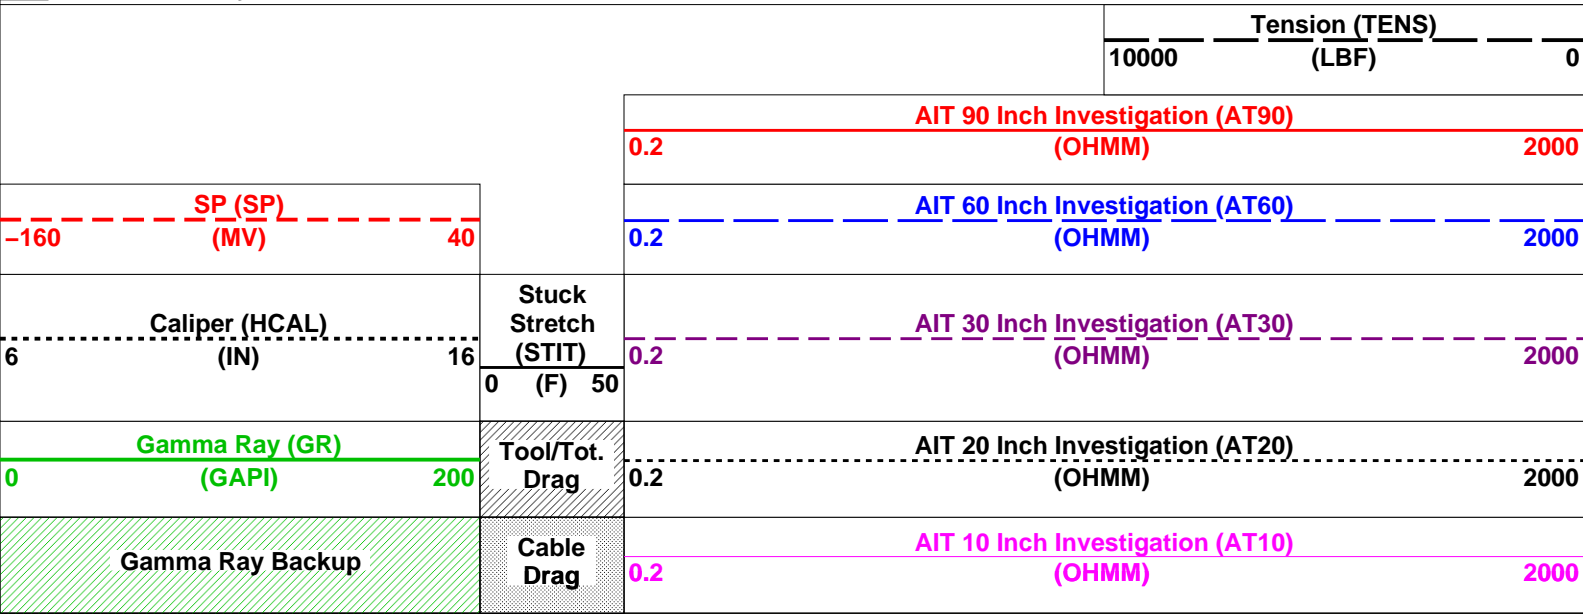 Tension (TENS)
10000 (LBF) 0
AIT 90 Inch Investigation (AT90)
0.2 (OHMM) 2000
SP (SP)
−160 (MV) 40
AIT 60 Inch Investigation (AT60)
0.2 (OHMM) 2000
Caliper (HCAL)
6 (IN) 16
Stuck
Stretch
(STIT)
0 (F) 50
AIT 30 Inch Investigation (AT30)
0.2 (OHMM) 2000
Gamma Ray (GR)
0 (GAPI) 200
Tool/Tot.
Drag
AIT 20 Inch Investigation (AT20)
0.2 (OHMM) 2000
Gamma Ray Backup
Cable
Drag
AIT 10 Inch Investigation (AT10)
0.2 (OHMM) 2000